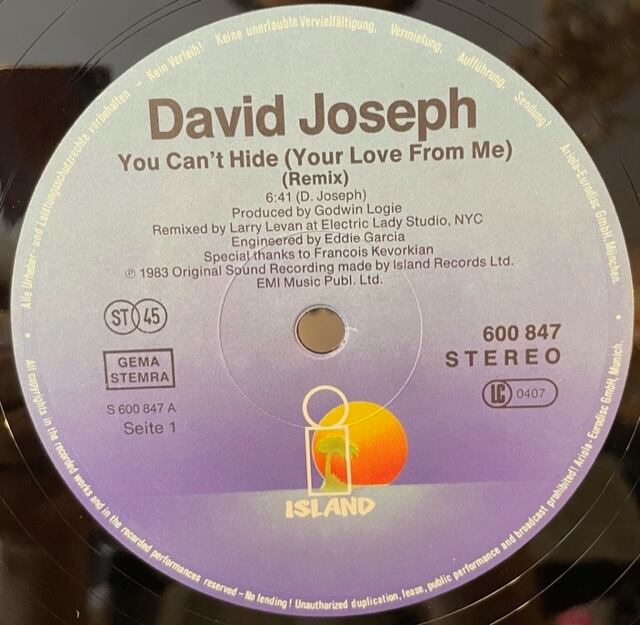 Alle Urheber- und Leistungsschutzrechte vorbehalten - Kein Verleih! Keine unerlaubte Vervielfältigung, Vermietung, Aufführung, Sendung!
Ariola-Eurodisc GmbH, München.
David Joseph
You Can't Hide (Your Love From Me)
(Remix)
6:41 (D. Joseph)
Produced by Godwin Logie
Remixed by Larry Levan at Electric Lady Studio, NYC
Engineered by Eddie Garcia
Special thanks to Francois Kevorkian
℗ 1983 Original Sound Recording made by Island Records Ltd.
EMI Music Publ. Ltd.
ST 45
600 847
STEREO
GEMA
STEMRA
LC 0407
S 600 847 A
Seite 1
ISLAND
All copyrights in the recorded works and in the recorded performances reserved - No lending! Unauthorized duplication, lease, public performance and broadcast prohibited! Ariola-Eurodisc GmbH, Munich.